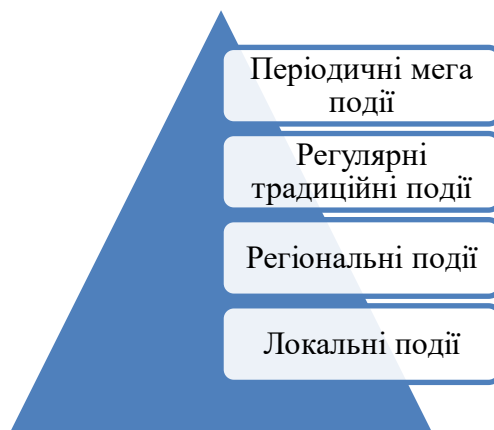 Періодичні мега
події
Регулярні
традиційні події
Регіональні події
Локальні події